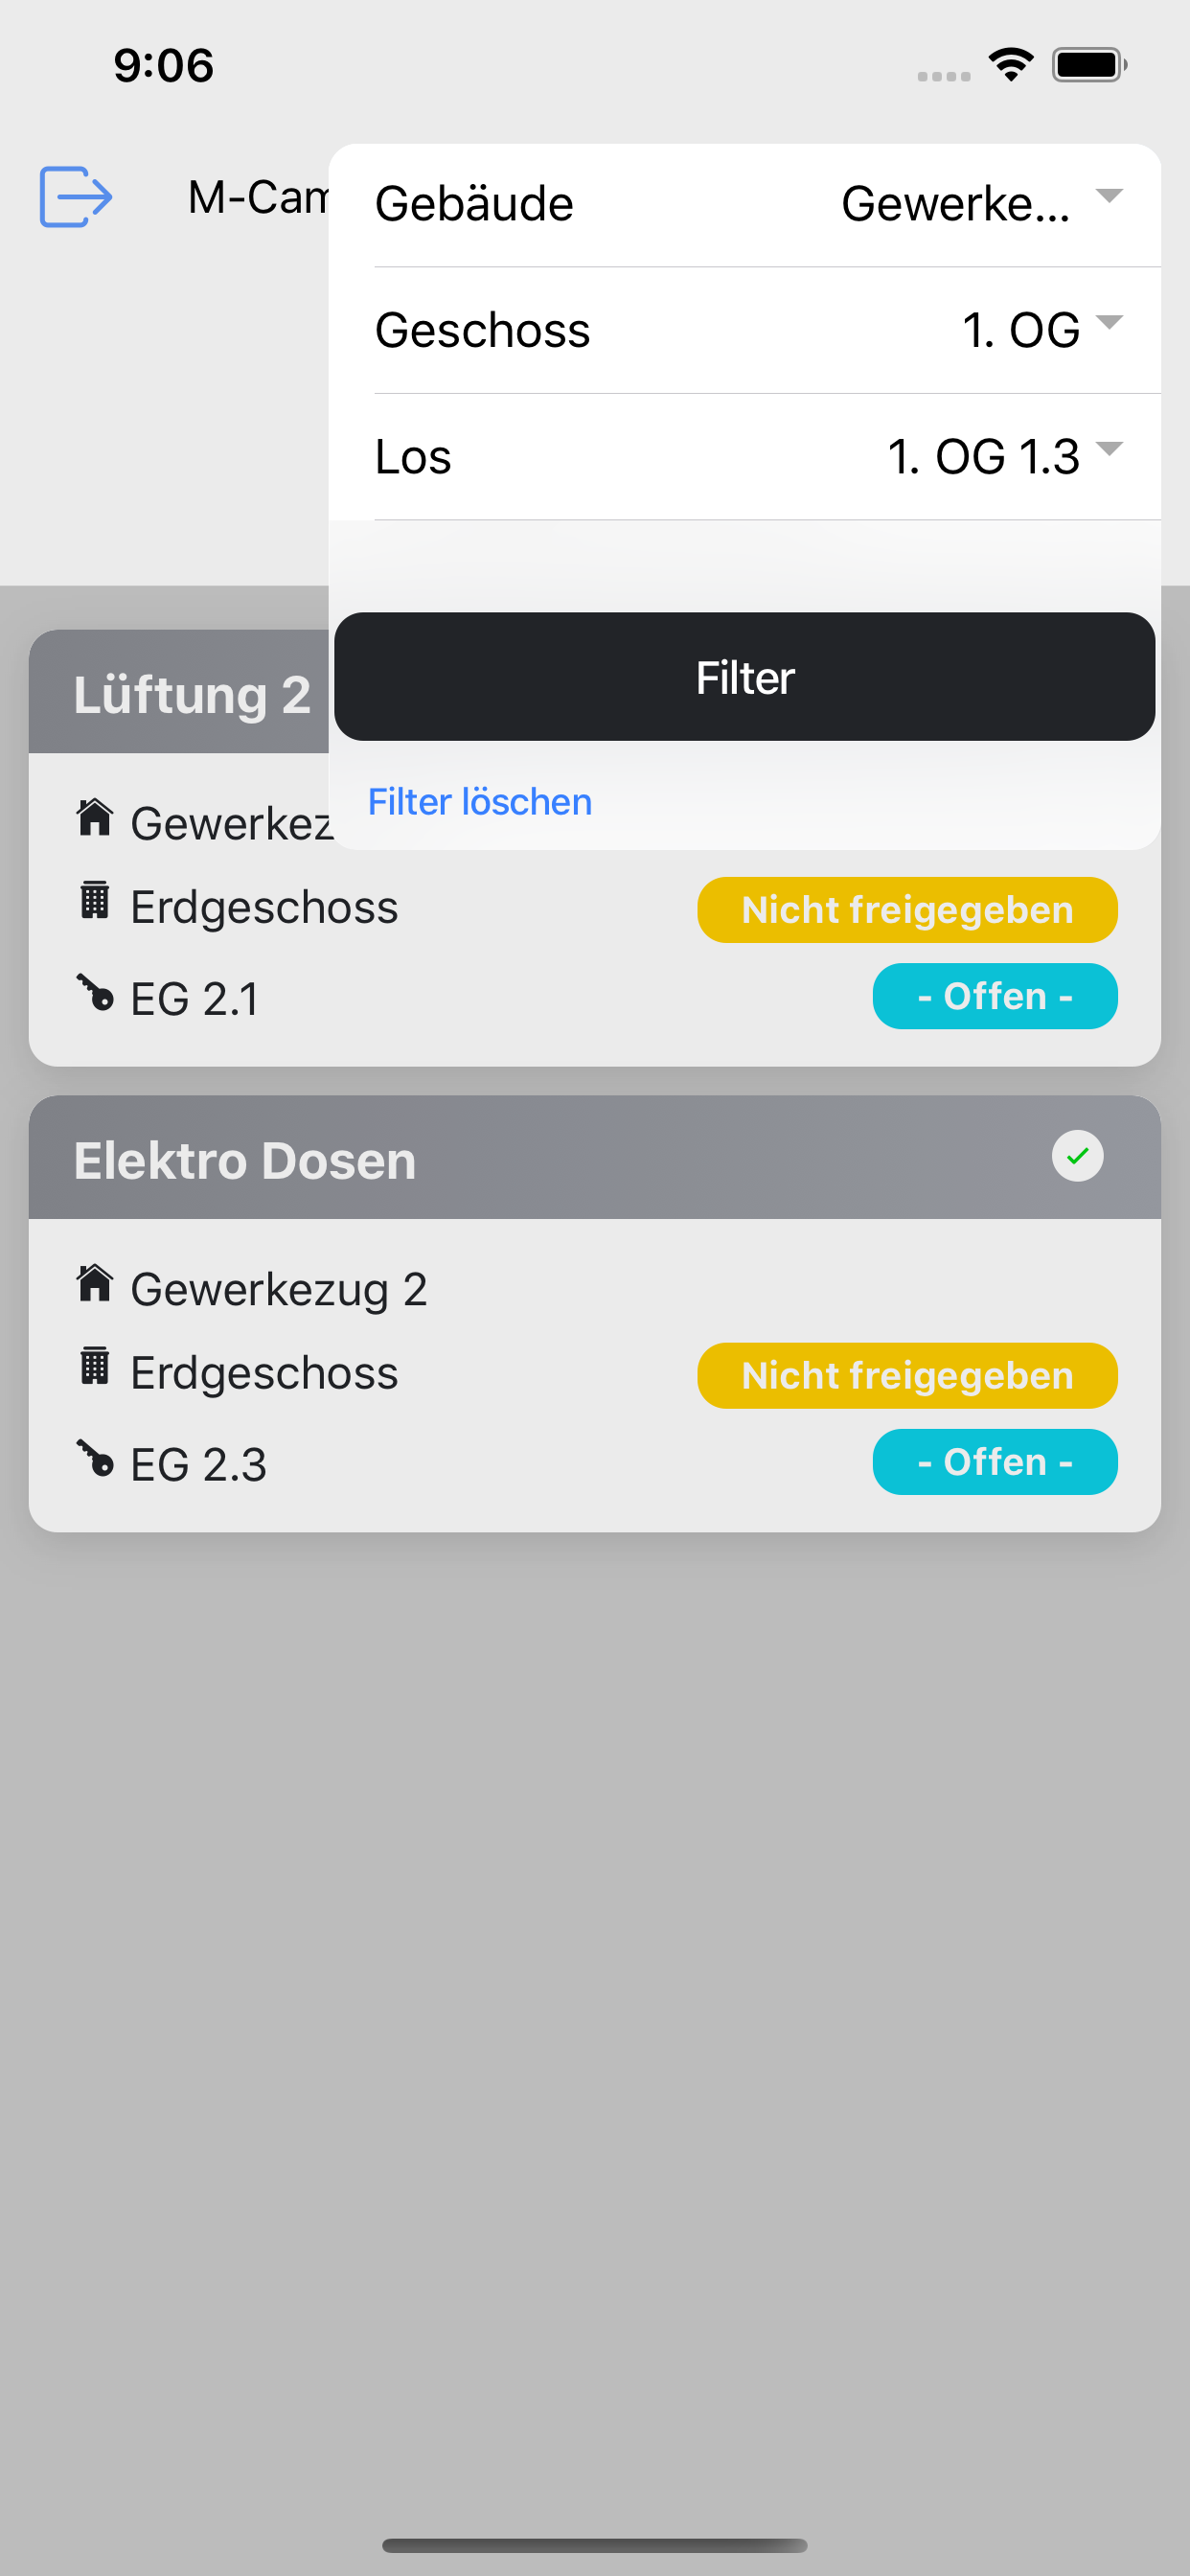 9:06
M-Cam
Gebäude Gewerke...
Geschoss 1. OG
Los 1. OG 1.3
Filter
Filter löschen
Lüftung 2
Gewerkez
Erdgeschoss Nicht freigegeben
EG 2.1 - Offen -
Elektro Dosen
Gewerkezug 2
Erdgeschoss Nicht freigegeben
EG 2.3 - Offen -